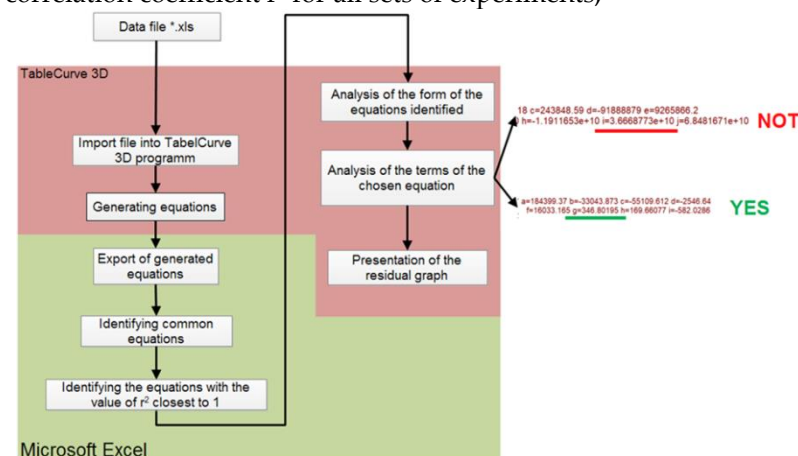 Data file *.xls
TableCurve 3D
Import file into TabelCurve
3D programm
Generating equations
Export of generated
equations
Identifying common
equations
Identifying the equations with the
value of r² closest to 1
Microsoft Excel
Analysis of the form of the
equations identified
Analysis of the terms of the
chosen equation
Presentation of the
residual graph
18 c=243848.59 d=-91888879 e=9265866.2
h=-1.1911653e+10 i=3.6668773e+10 j=6.8481671e+10
NOT
a=184399.37 b=-33043.873 c=-55109.612 d=-2546.64
f=16033.165 g=346.80195 h=169.66077 i=-582.0286
YES